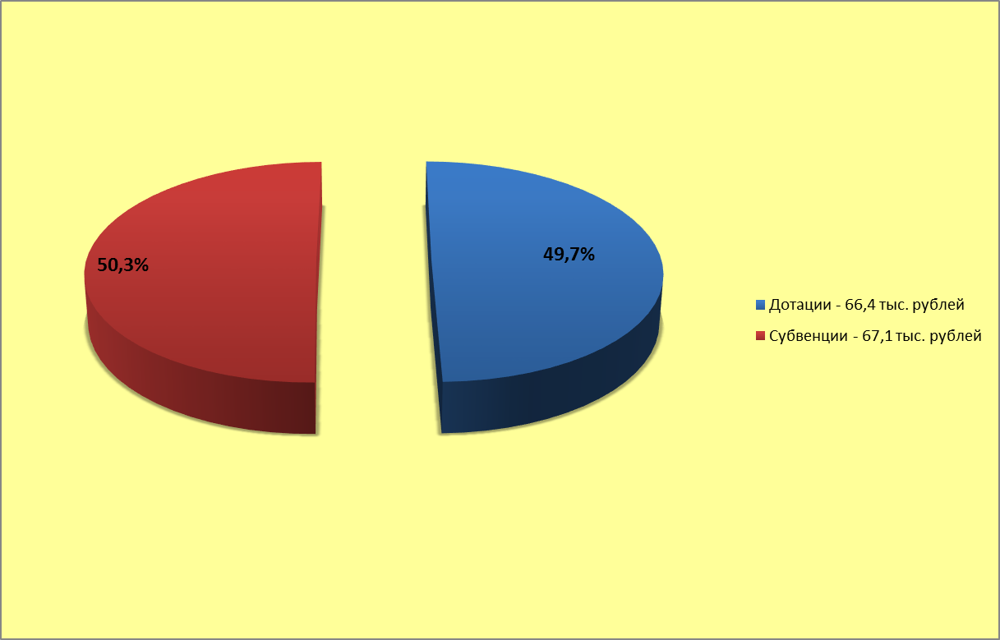 50,3%
49,7%
Дотации - 66,4 тыс. рублей
Субвенции - 67,1 тыс. рублей